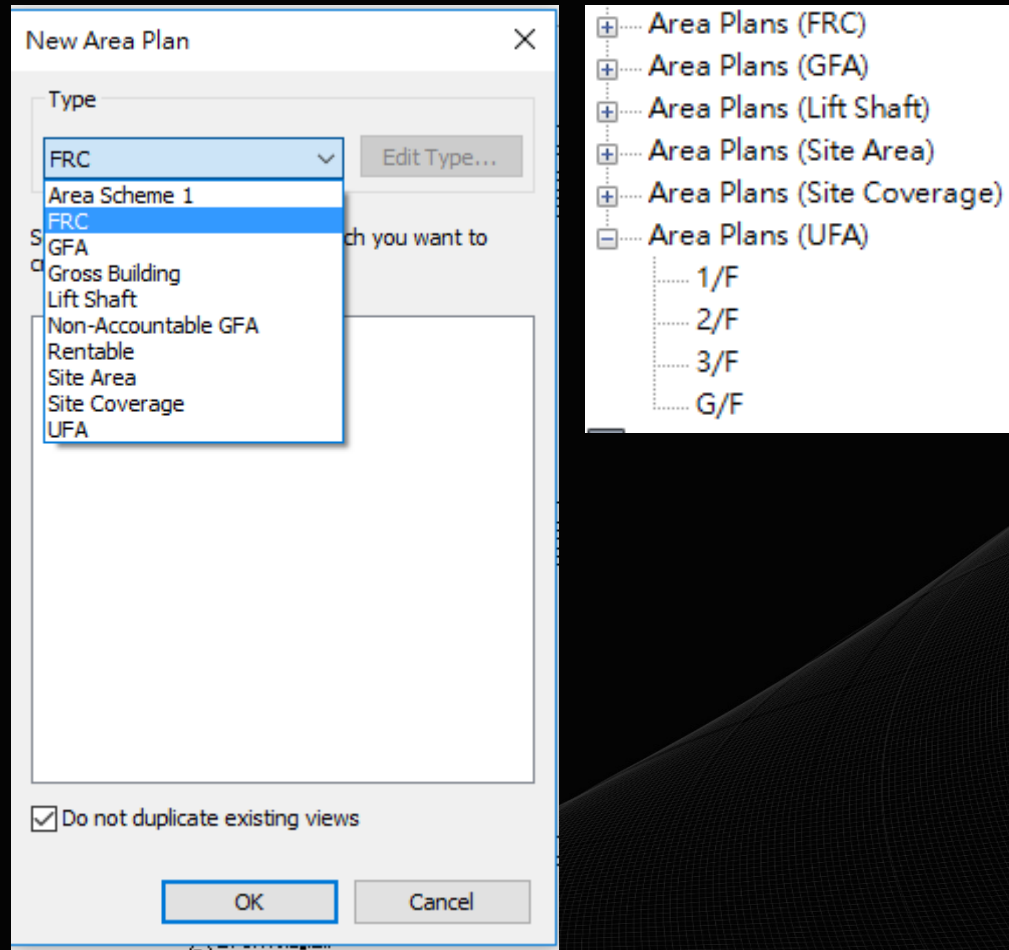 New Area Plan
Type
FRC
Edit Type...
Area Scheme 1
FRC
ch you want to
GFA
Gross Building
Lift Shaft
Non-Accountable GFA
Rentable
Site Area
Site Coverage
UFA
Do not duplicate existing views
OK
Cancel
Area Plans (FRC)
Area Plans (GFA)
Area Plans (Lift Shaft)
Area Plans (Site Area)
Area Plans (Site Coverage)
Area Plans (UFA)
1/F
2/F
3/F
G/F